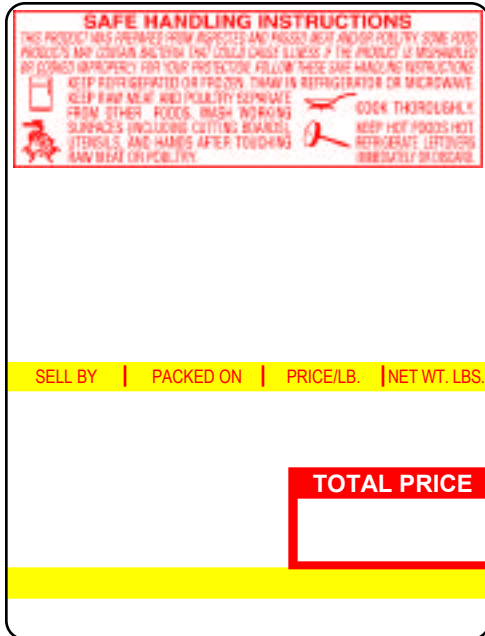 SAFE HANDLING INSTRUCTIONS
THIS PRODUCT WAS PREPARED FROM INSPECTED AND PASSED MEAT AND/OR POULTRY. SOME FOOD
PRODUCTS MAY CONTAIN BACTERIA THAT COULD CAUSE ILLNESS IF THE PRODUCT IS MISHANDLED
OR COOKED IMPROPERLY. FOR YOUR PROTECTION, FOLLOW THESE SAFE HANDLING INSTRUCTIONS.
KEEP REFRIGERATED OR FROZEN. THAW IN REFRIGERATOR OR MICROWAVE.
KEEP RAW MEAT AND POULTRY SEPARATE
FROM OTHER FOODS. WASH WORKING
SURFACES (INCLUDING CUTTING BOARDS),
UTENSILS, AND HANDS AFTER TOUCHING
RAW MEAT OR POULTRY.
COOK THOROUGHLY.
KEEP HOT FOODS HOT.
REFRIGERATE LEFTOVERS
IMMEDIATELY OR DISCARD.
SELL BY | PACKED ON | PRICE/LB. | NET WT. LBS.
TOTAL PRICE